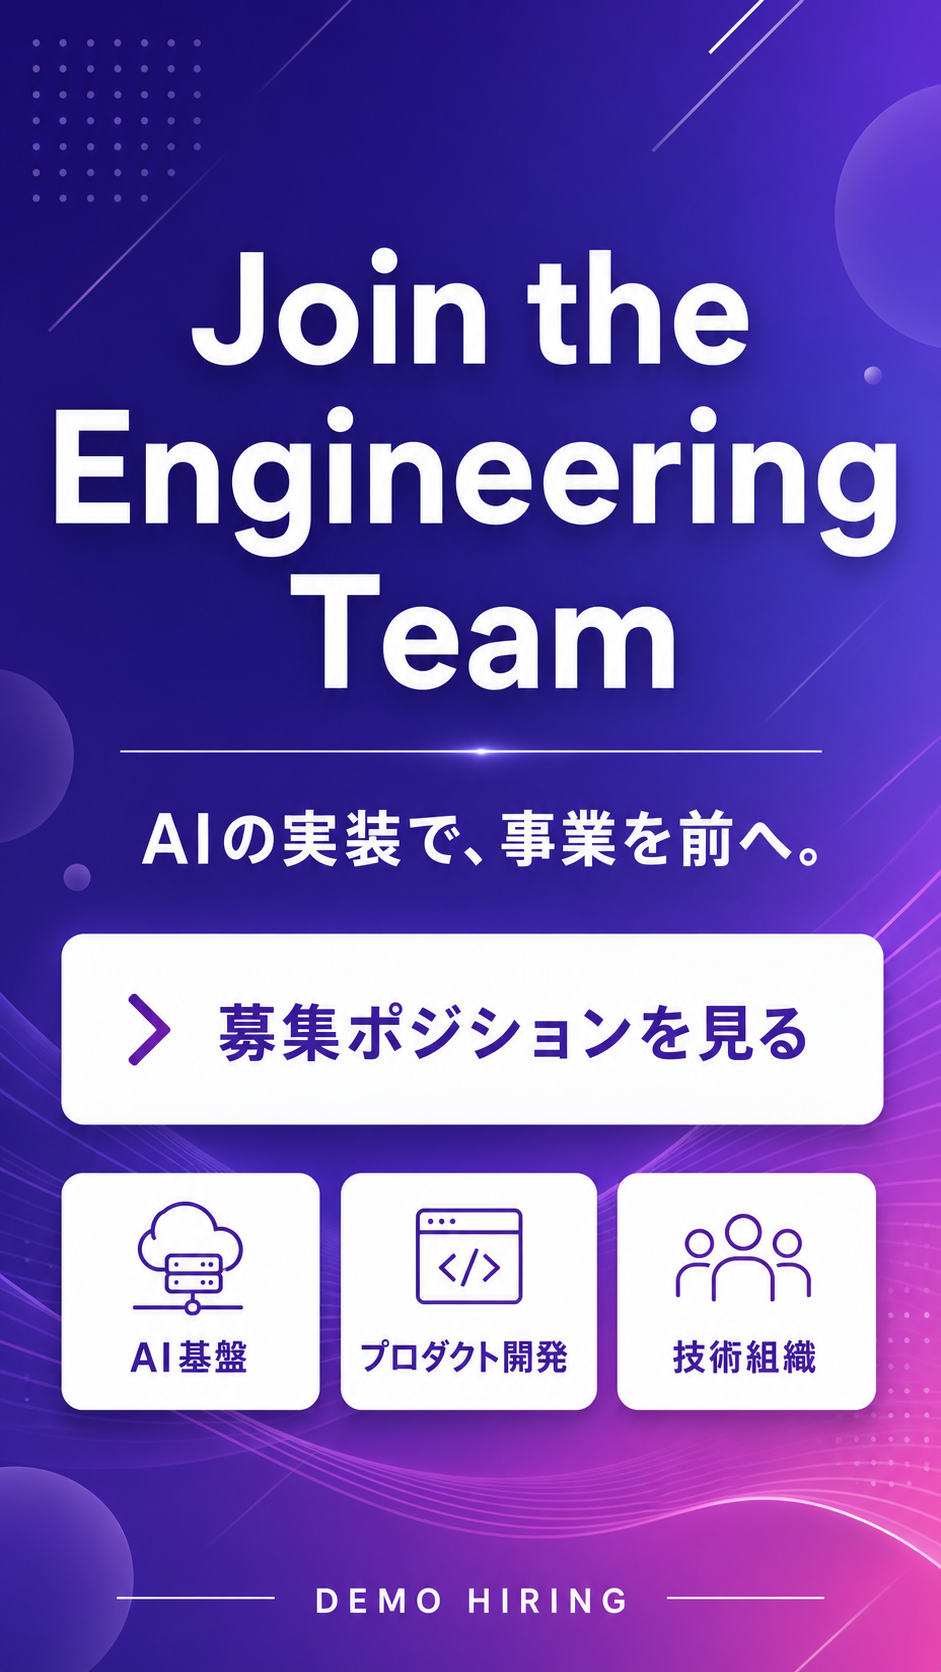 Join the
Engineering
Team
AIの実装で、事業を前へ。
募集ポジションを見る
AI基盤
プロダクト開発
技術組織
DEMO HIRING